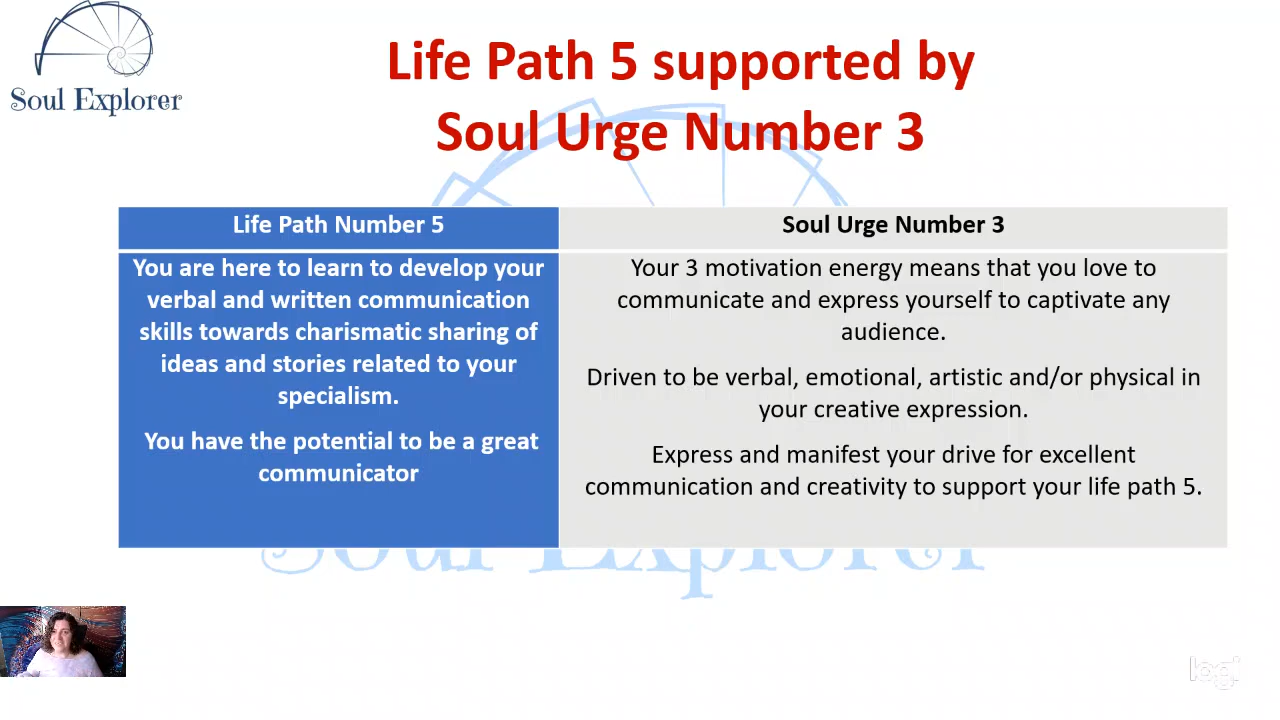 Soul Explorer
Life Path 5 supported by
Soul Urge Number 3
Life Path Number 5
Soul Urge Number 3
You are here to learn to develop your
verbal and written communication
skills towards charismatic sharing of
ideas and stories related to your
specialism.
You have the potential to be a great
communicator
Your 3 motivation energy means that you love to
communicate and express yourself to captivate any
audience.
Driven to be verbal, emotional, artistic and/or physical in
your creative expression.
Express and manifest your drive for excellent
communication and creativity to support your life path 5.
Soul Explorer